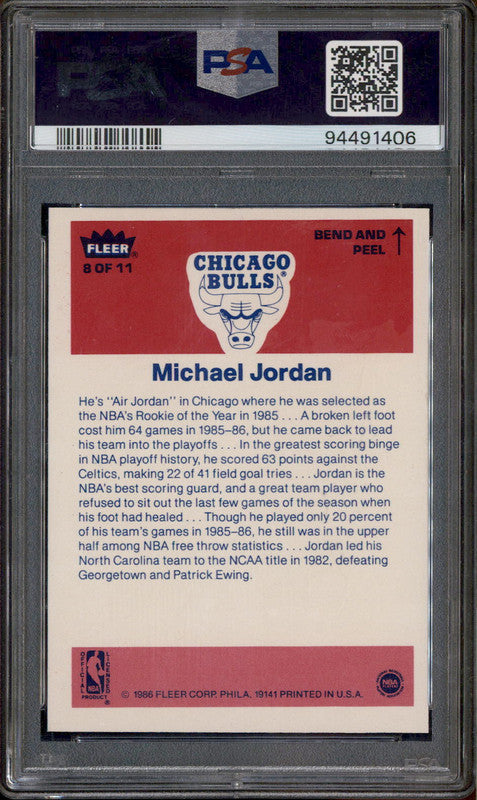 PSA
PSA
94491406
FLEER®
8 OF 11
BEND AND
PEEL
CHICAGO
BULLS®
Michael Jordan
He's "Air Jordan" in Chicago where he was selected as
the NBA's Rookie of the Year in 1985 . . . A broken left foot
cost him 64 games in 1985–86, but he came back to lead
his team into the playoffs . . . In the greatest scoring binge
in NBA playoff history, he scored 63 points against the
Celtics, making 22 of 41 field goal tries . . . Jordan is the
NBA's best scoring guard, and a great team player who
refused to sit out the last few games of the season when
his foot had healed . . . Though he played only 20 percent
of his team's games in 1985–86, he still was in the upper
half among NBA free throw statistics . . . Jordan led his
North Carolina team to the NCAA title in 1982, defeating
Georgetown and Patrick Ewing.
OFFICIAL LICENSED
NBA
PRODUCT ®
© 1986 FLEER CORP. PHILA. 19141 PRINTED IN U.S.A.
NBA
PSA